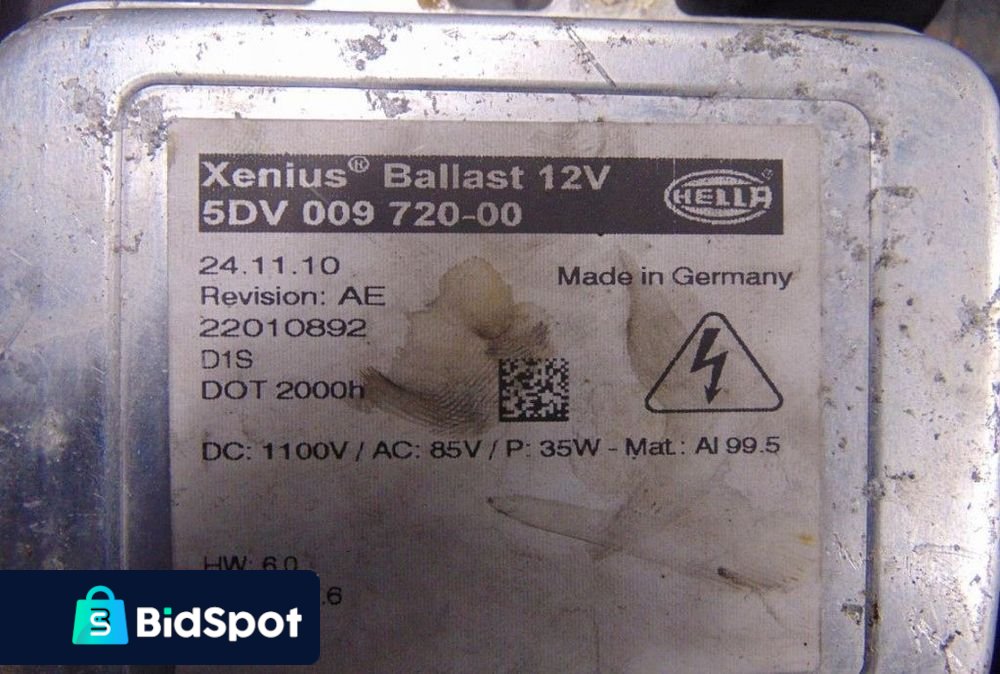 Xenius® Ballast 12V
5DV 009 720-00
HELLA
24.11.10
Made in Germany
Revision: AE
22010892
D1S
DOT 2000h
DC: 1100V / AC: 85V / P: 35W - Mat.: Al 99.5
HW: 6.0
.6
BidSpot